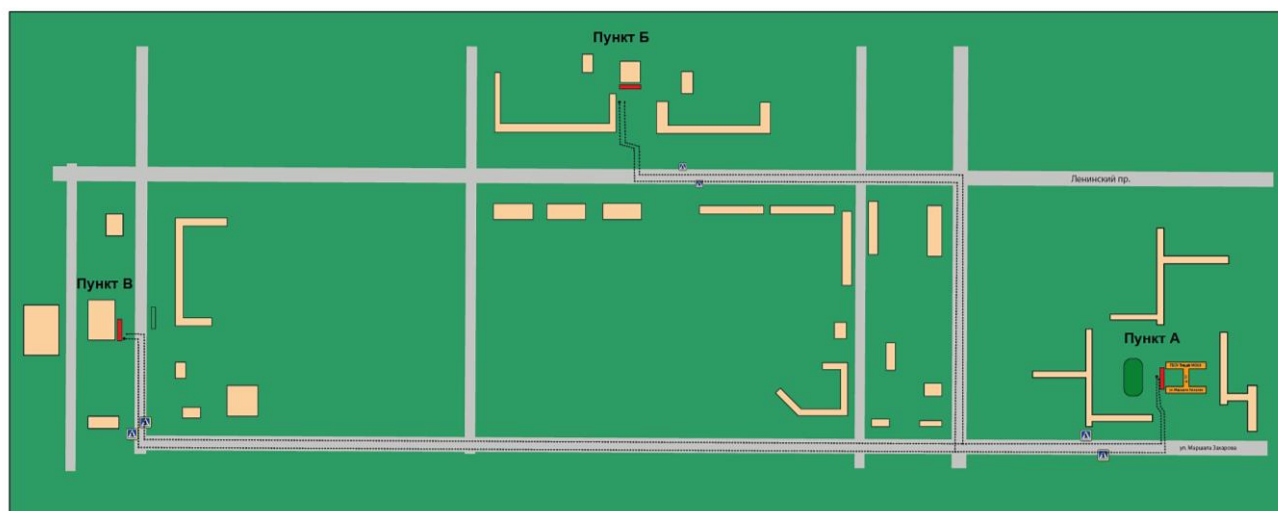 Пункт Б
Ленинский пр.
Пункт В
Пункт А
ул. Маршала Захарова